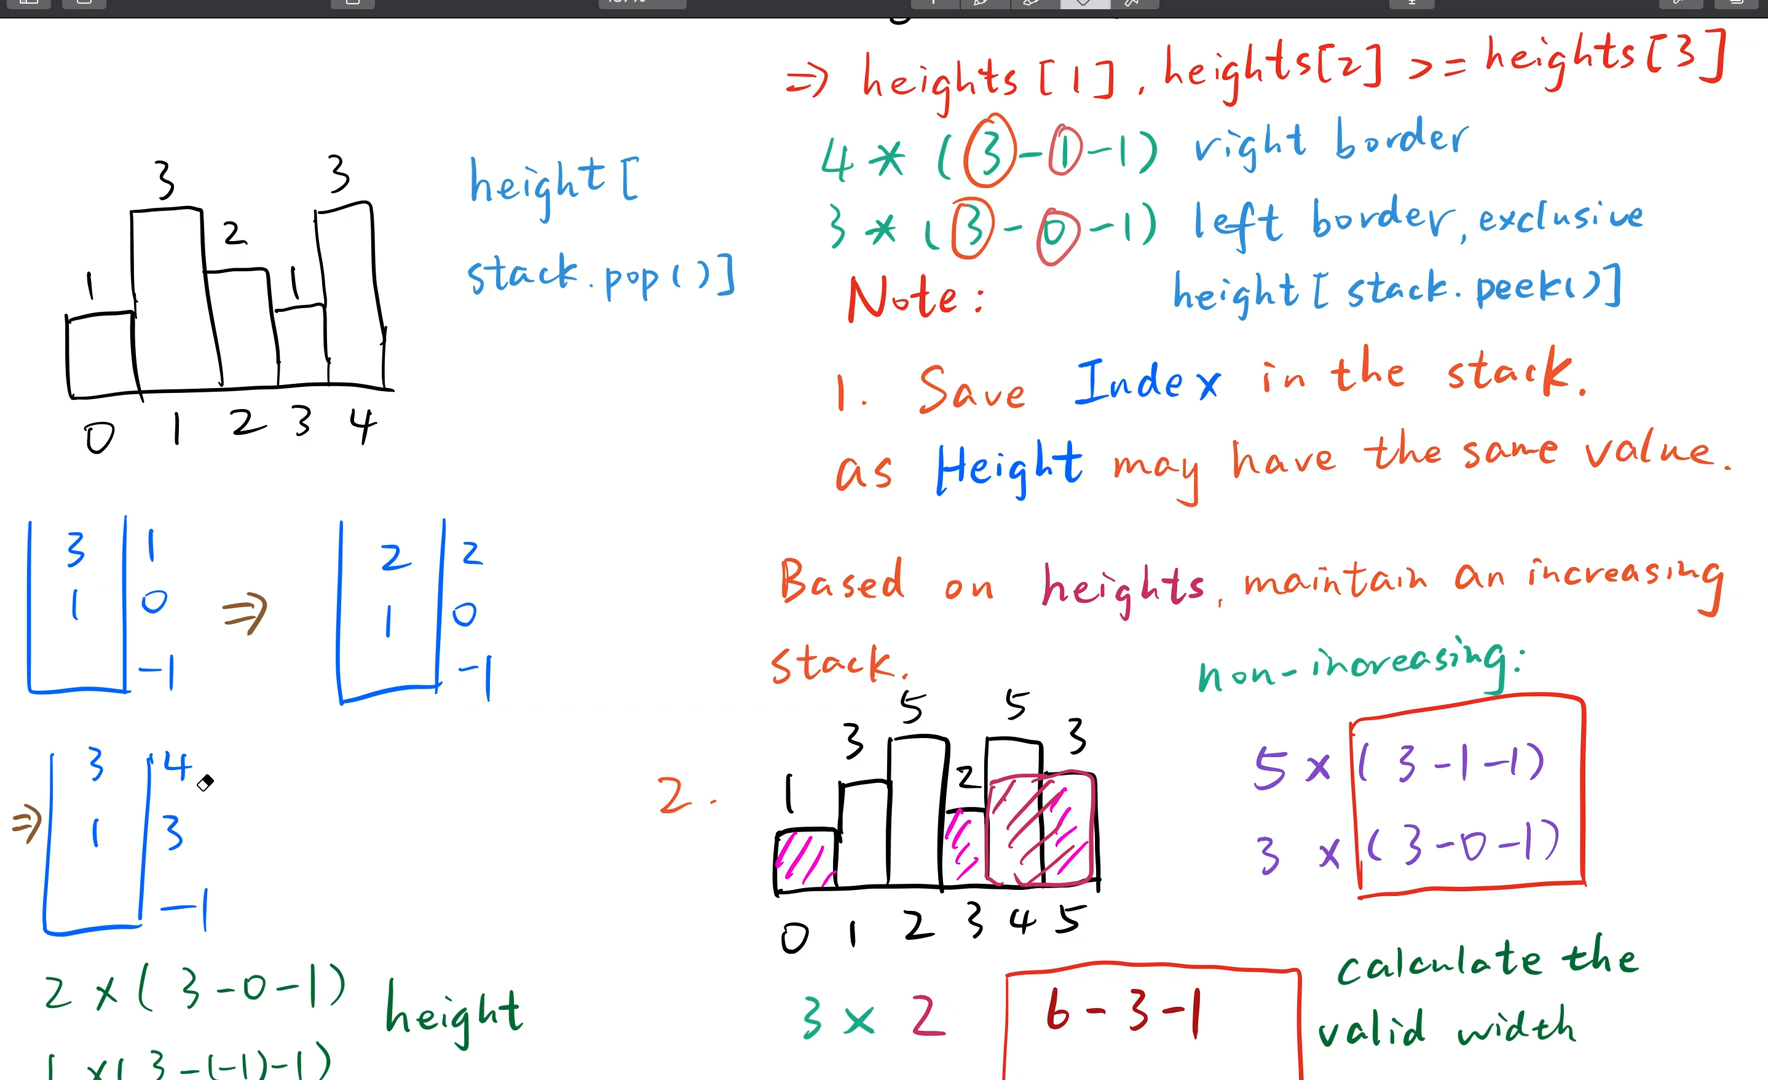 => heights [1], heights[2] >= heights [3]
4 * (3-1-1) right border
3 * (3-0-1) left border, exclusive
height [ stack.peek()]
height [
stack.pop()]
3
3
2
1
1
0 1 2 3 4
Note:
1. Save Index in the stack.
as Height may have the same value.
Based on heights, maintain an increasing
stack.
non-increasing:
3 1
1 0
-1
=>
2 2
1 0
-1
=>
3 4
1 3
-1
2 x ( 3-0-1) height
1 x ( 3-(-1)-1)
2.
1 3 5 2 5 3
0 1 2 3 4 5
5 x ( 3-1-1)
3 x ( 3-0-1)
3 x 2
6-3-1
calculate the
valid width